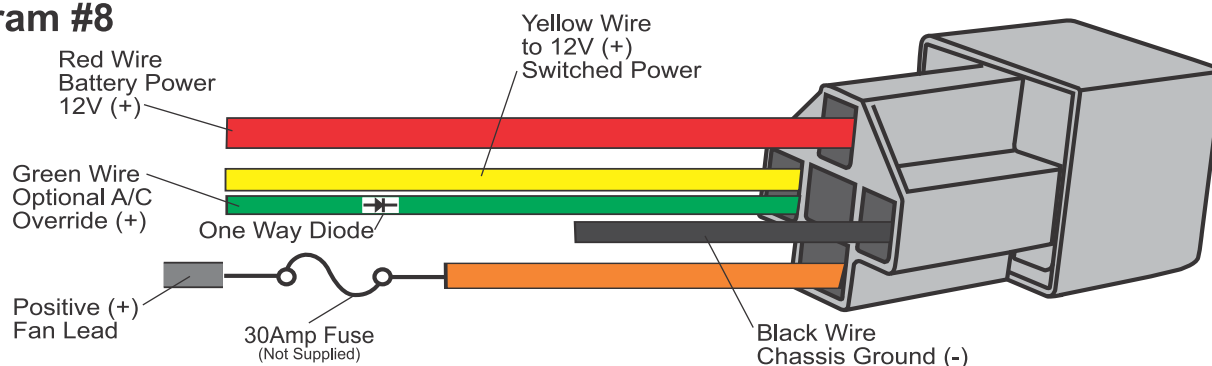 ram #8
Yellow Wire
to 12V (+)
Switched Power
Red Wire
Battery Power
12V (+)
Green Wire
Optional A/C
Override (+)
One Way Diode
Positive (+)
Fan Lead
30Amp Fuse
(Not Supplied)
Black Wire
Chassis Ground (-)